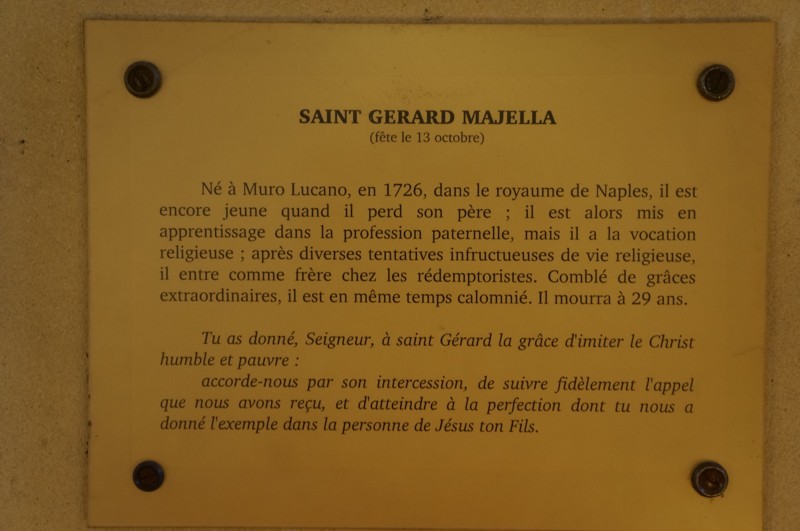 SAINT GERARD MAJELLA
(fête le 13 octobre)
Né à Muro Lucano, en 1726, dans le royaume de Naples, il est
encore jeune quand il perd son père ; il est alors mis en
apprentissage dans la profession paternelle, mais il a la vocation
religieuse ; après diverses tentatives infructueuses de vie religieuse,
il entre comme frère chez les rédemptoristes. Comblé de grâces
extraordinaires, il est en même temps calomnié. Il mourra à 29 ans.
Tu as donné, Seigneur, à saint Gérard la grâce d'imiter le Christ
humble et pauvre :
accorde-nous par son intercession, de suivre fidèlement l'appel
que nous avons reçu, et d'atteindre à la perfection dont tu nous a
donné l'exemple dans la personne de Jésus ton Fils.